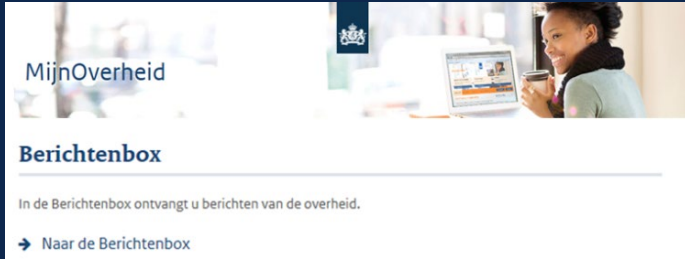 MijnOverheid
Berichtenbox
In de Berichtenbox ontvangt u berichten van de overheid.
→ Naar de Berichtenbox